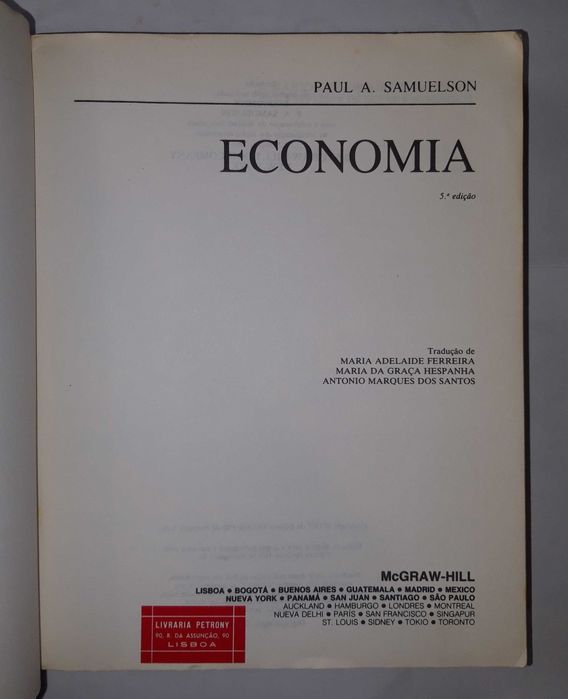 PAUL A. SAMUELSON
ECONOMIA
5.ª edição
Tradução de
MARIA ADELAIDE FERREIRA
MARIA DA GRAÇA HESPANHA
ANTONIO MARQUES DOS SANTOS
McGRAW-HILL
LISBOA ● BOGOTÁ ● BUENOS AIRES ● GUATEMALA ● MADRID ● MEXICO
NUEVA YORK ● PANAMÁ ● SAN JUAN ● SANTIAGO ● SÃO PAULO
AUCKLAND ● HAMBURGO ● LONDRES ● MONTREAL
NUEVA DELHI ● PARÍS ● SAN FRANCISCO ● SINGAPUR
ST. LOUIS ● SIDNEY ● TOKIO ● TORONTO
LIVRARIA PETRONY
90, R. DA ASSUNÇÃO, 90
LISBOA